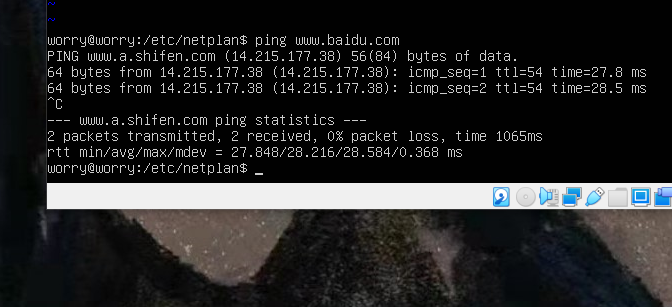 ~
~
worry@worry:/etc/netplan$ ping www.baidu.com
PING www.a.shifen.com (14.215.177.38) 56(84) bytes of data.
64 bytes from 14.215.177.38 (14.215.177.38): icmp_seq=1 ttl=54 time=27.8 ms
64 bytes from 14.215.177.38 (14.215.177.38): icmp_seq=2 ttl=54 time=28.5 ms
^C
--- www.a.shifen.com ping statistics ---
2 packets transmitted, 2 received, 0% packet loss, time 1065ms
rtt min/avg/max/mdev = 27.848/28.216/28.584/0.368 ms
worry@worry:/etc/netplan$ _